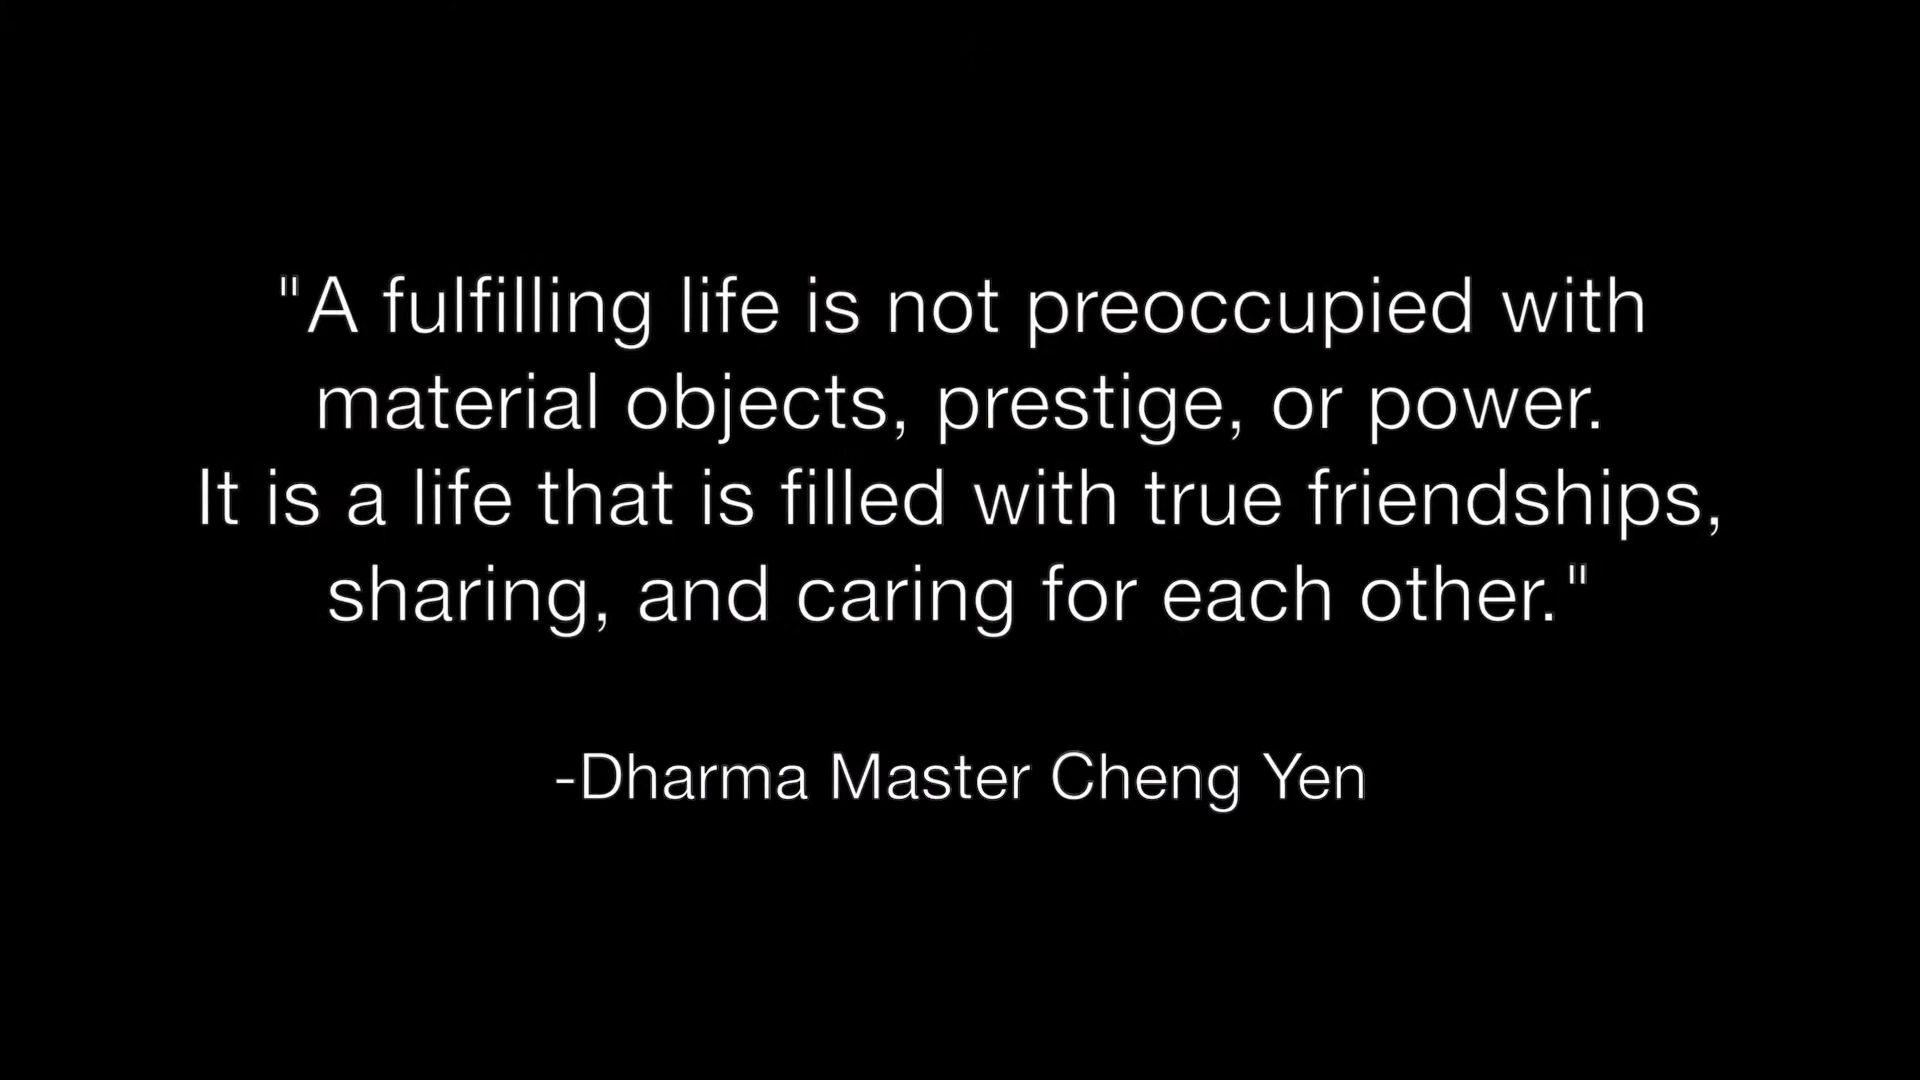 "A fulfilling life is not preoccupied with
material objects, prestige, or power.
It is a life that is filled with true friendships,
sharing, and caring for each other."
-Dharma Master Cheng Yen